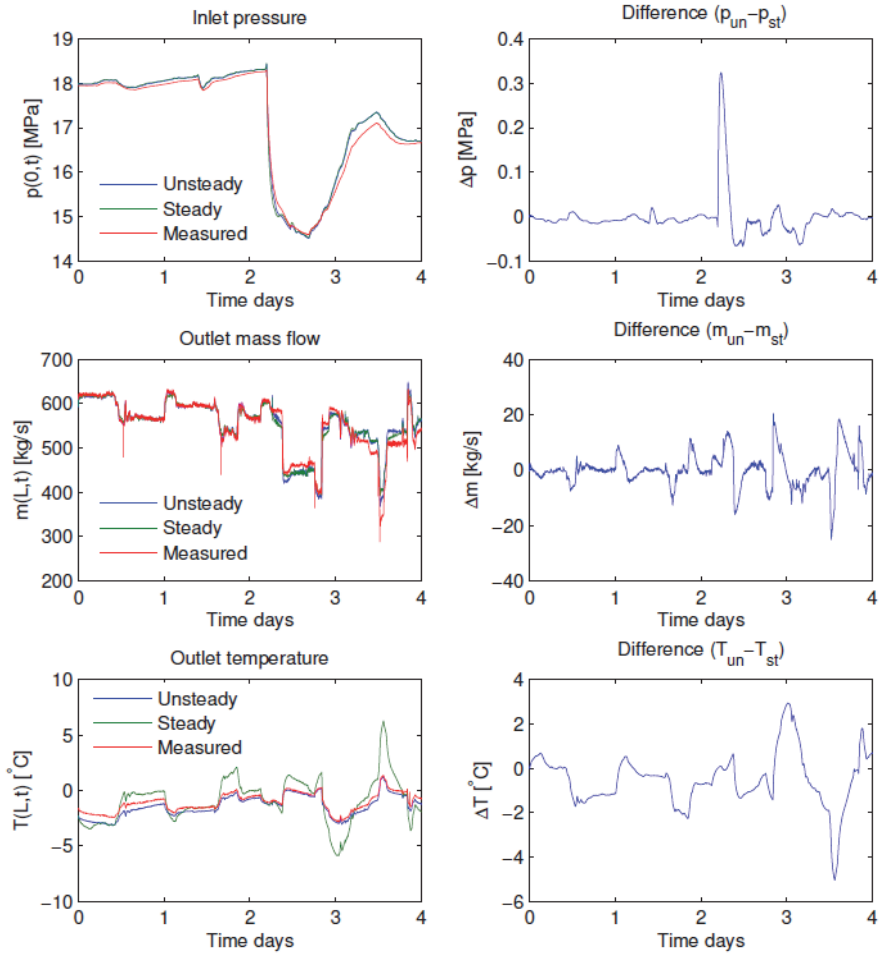 Inlet pressure
19
18
17
16
15
14
p(0,t) [MPa]
Unsteady
Steady
Measured
0 1 2 3 4
Time days
Difference (p_un−p_st)
0.4
0.3
0.2
0.1
0
−0.1
Δp [MPa]
0 1 2 3 4
Time days
Outlet mass flow
700
600
500
400
300
200
m(L,t) [kg/s]
Unsteady
Steady
Measured
0 1 2 3 4
Time days
Difference (m_un−m_st)
40
20
0
−20
−40
Δm [kg/s]
0 1 2 3 4
Time days
Outlet temperature
10
5
0
−5
−10
T(L,t) [°C]
Unsteady
Steady
Measured
0 1 2 3 4
Time days
Difference (T_un−T_st)
4
2
0
−2
−4
−6
ΔT [°C]
0 1 2 3 4
Time days